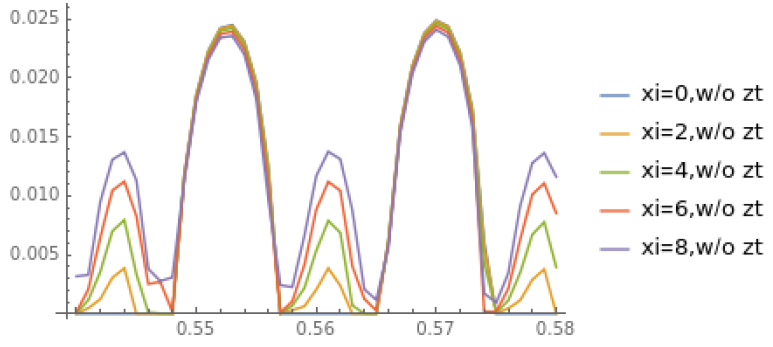 0.025
0.020
0.015
0.010
0.005
0.55 0.56 0.57 0.58
xi=0,w/o zt
xi=2,w/o zt
xi=4,w/o zt
xi=6,w/o zt
xi=8,w/o zt